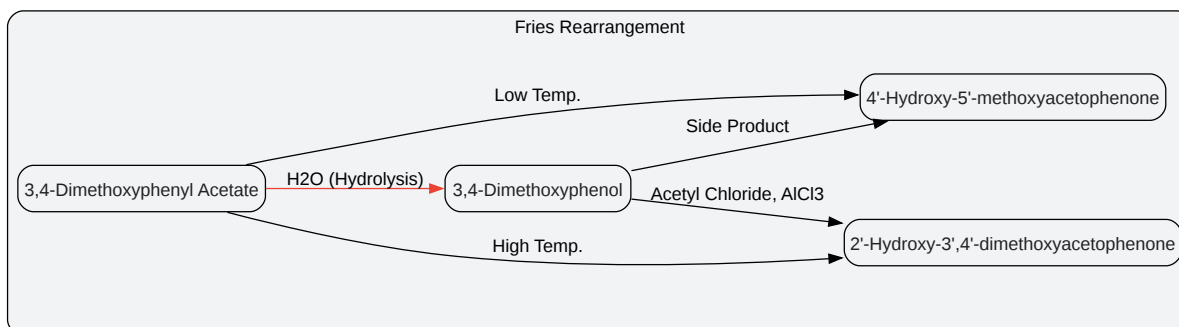 Fries Rearrangement
Low Temp.
4'-Hydroxy-5'-methoxyacetophenone
Side Product
3,4-Dimethoxyphenyl Acetate
H2O (Hydrolysis)
3,4-Dimethoxyphenol
Acetyl Chloride, AlCl3
High Temp.
2'-Hydroxy-3',4'-dimethoxyacetophenone